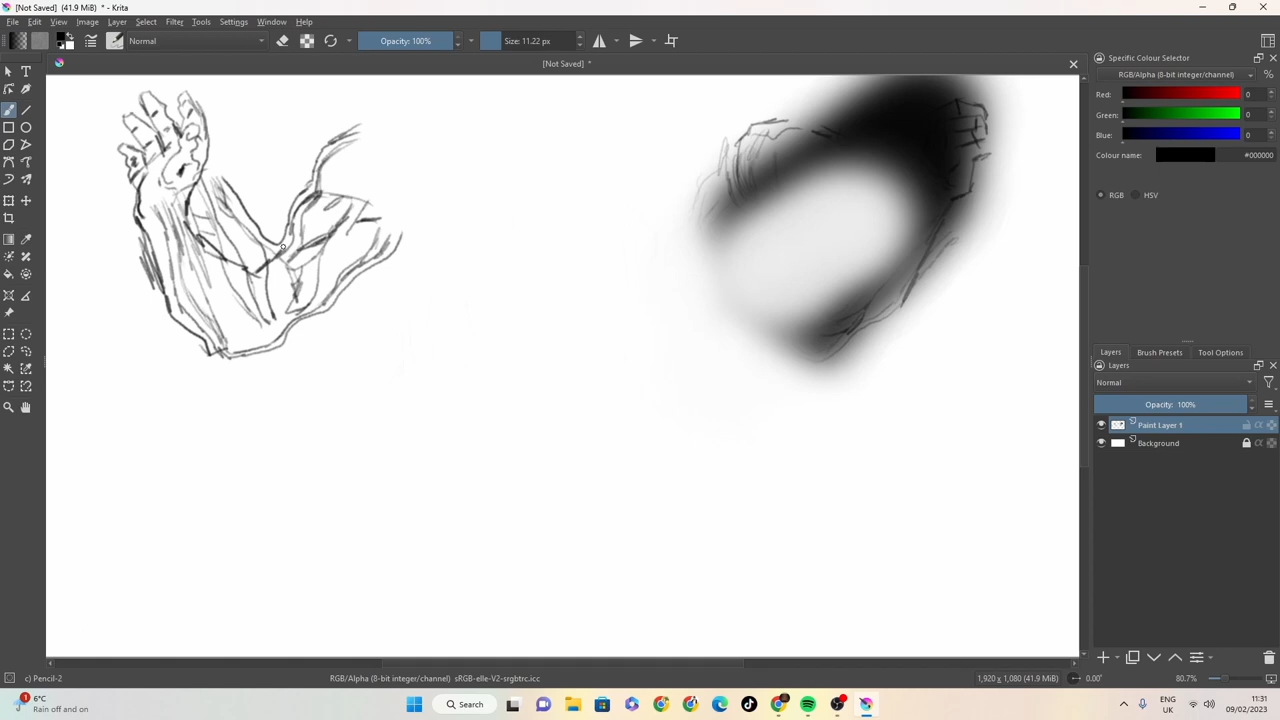 [Not Saved] (41.9 MiB) * - Krita
File Edit View Image Layer Select Filter Tools Settings Window Help
Normal Opacity: 100% Size: 11.22 px
[Not Saved] *
Specific Colour Selector
RGB/Alpha (8-bit integer/channel) %
Red: 0
Green: 0
Blue: 0
Colour name: #000000
RGB HSV
Layers Brush Presets Tool Options
Layers
Normal
Opacity: 100%
Paint Layer 1
Background
c) Pencil-2 RGB/Alpha (8-bit integer/channel) sRGB-elle-V2-srgbtrc.icc 1,920 x 1,080 (41.9 MiB) 0.00° 80.7%
1 6°C
Rain off and on
Search
ENG
UK
11:31
09/02/2023